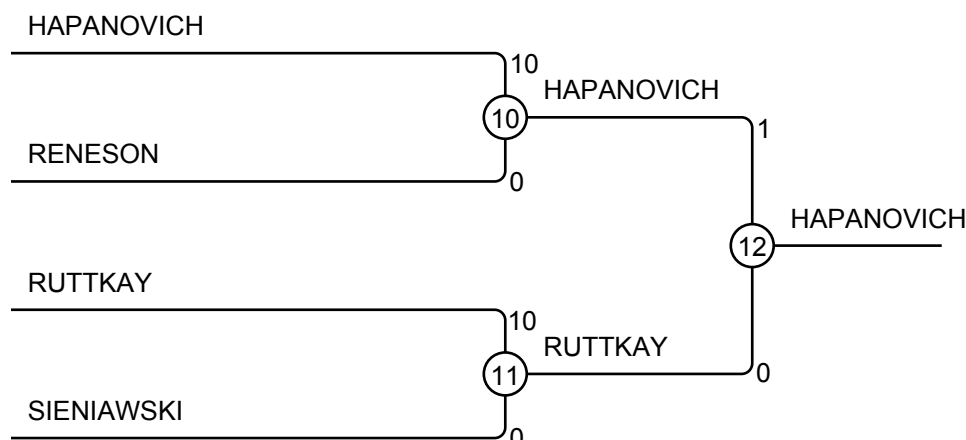 HAPANOVICH
10
10
HAPANOVICH
RENESON
0
1
12
HAPANOVICH
RUTTKAY
10
11
RUTTKAY
0
SIENIAWSKI
0